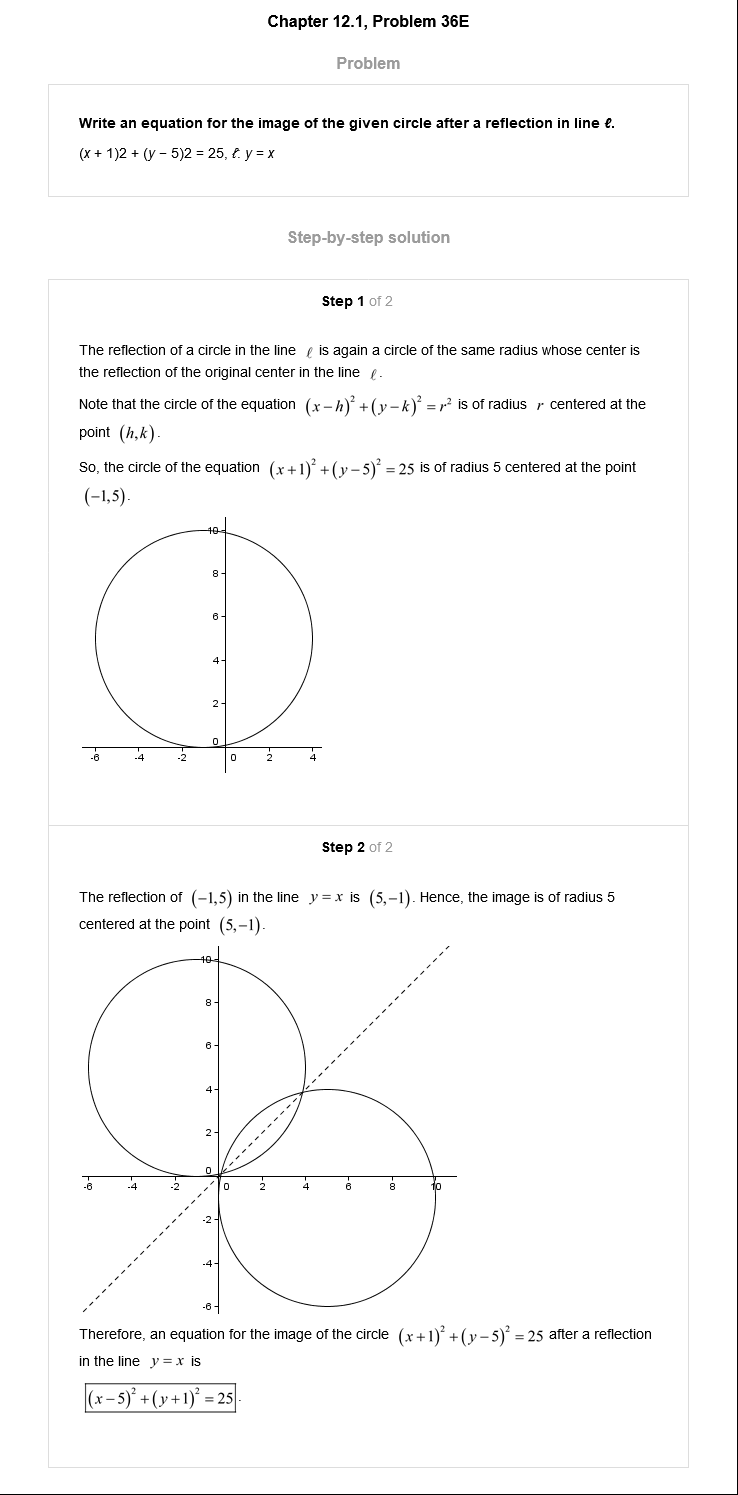 Chapter 12.1, Problem 36E
Problem
Write an equation for the image of the given circle after a reflection in line ℓ.
(x + 1)2 + (y − 5)2 = 25, ℓ: y = x
Step-by-step solution
Step 1 of 2
The reflection of a circle in the line ℓ is again a circle of the same radius whose center is
the reflection of the original center in the line ℓ.
Note that the circle of the equation (x−h)² +(y−k)² = r² is of radius r centered at the
point (h,k).
So, the circle of the equation (x+1)² +(y−5)² = 25 is of radius 5 centered at the point
(−1,5).
10
8
6
4
2
0
-6 -4 -2 0 2 4
Step 2 of 2
The reflection of (−1,5) in the line y = x is (5,−1). Hence, the image is of radius 5
centered at the point (5,−1).
10
8
6
4
2
0
-6 -4 -2 0 2 4 6 8 10
-2
-4
-6
Therefore, an equation for the image of the circle (x+1)² +(y−5)² = 25 after a reflection
in the line y = x is
(x−5)² +(y+1)² = 25.